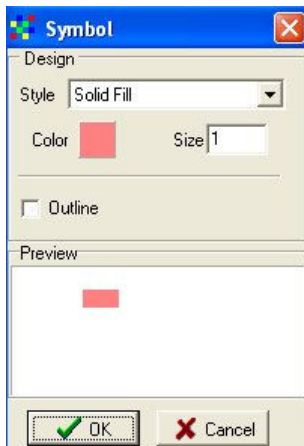 Symbol
Design
Style Solid Fill
Color Size 1
Outline
Preview
OK Cancel